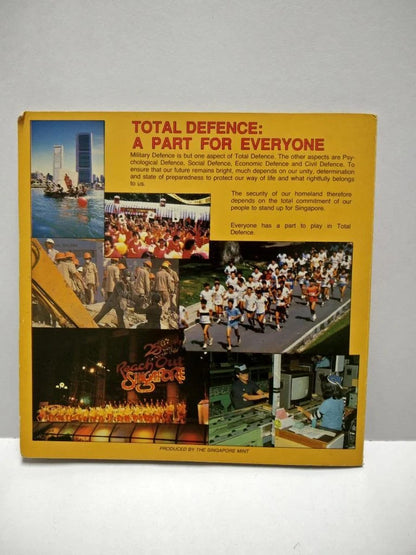 TOTAL DEFENCE:
A PART FOR EVERYONE
Military Defence is but one aspect of Total Defence. The other aspects are Psy-
chological Defence, Social Defence, Economic Defence and Civil Defence. To
ensure that our future remains bright, much depends on our unity, determination
and state of preparedness to protect our way of life and what rightfully belongs
to us.
The security of our homeland therefore
depends on the total commitment of our
people to stand up for Singapore.
Everyone has a part to play in Total
Defence.
25
Reach Out
SINGAPORE
PRODUCED BY THE SINGAPORE MINT